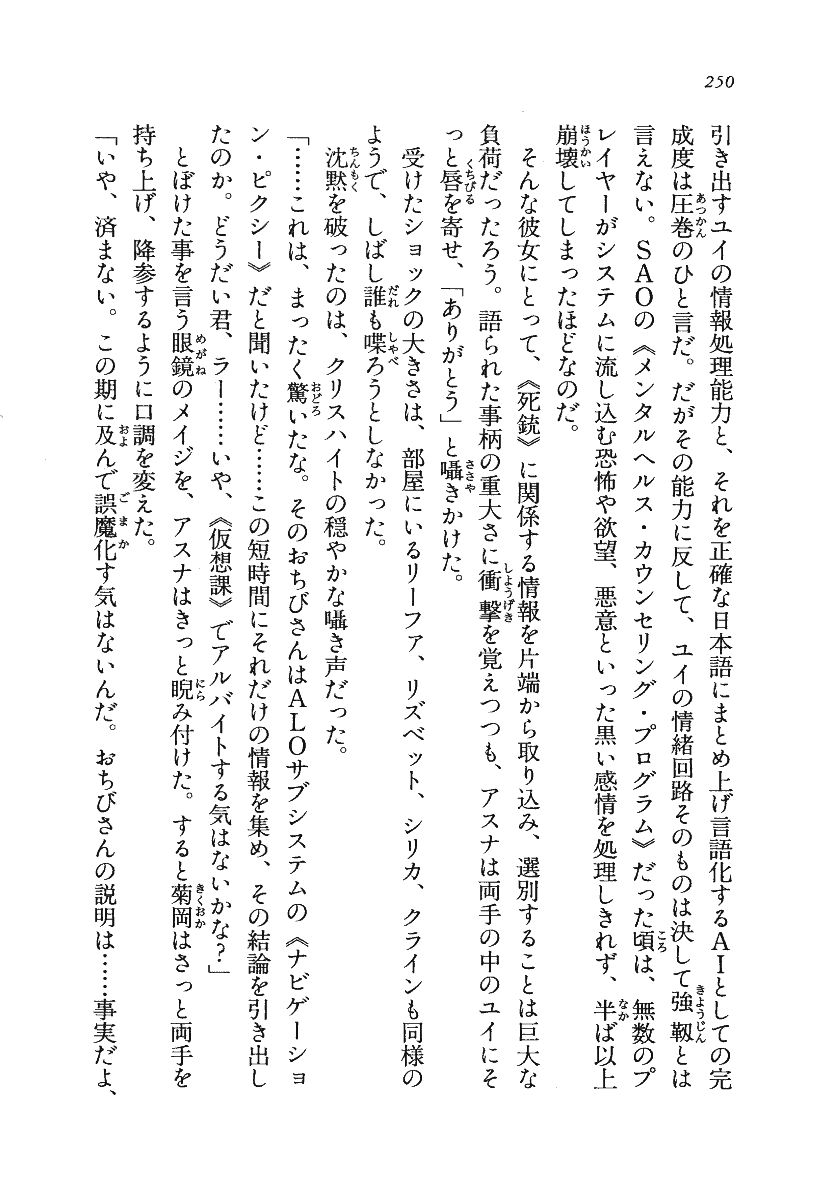 250
引き出すユイの情報処理能力と、それを正確な日本語にまとめ上げ言語化するAIとしての完
成度は圧巻のひと言だ。だがその能力に反して、ユイの情緒回路そのものは決して強靱とは
言えない。SAOの《メンタルヘルス・カウンセリング・プログラム》だった頃は、無数のプ
レイヤーがシステムに流し込む恐怖や欲望、悪意といった黒い感情を処理しきれず、半ば以上
崩壊してしまったほどなのだ。
　そんな彼女にとって、《死銃》に関係する情報を片端から取り込み、選別することは巨大な
負荷だったろう。語られた事柄の重大さに衝撃を覚えつつも、アスナは両手の中のユイにそ
っと唇を寄せ、「ありがとう」と囁きかけた。
　受けたショックの大きさは、部屋にいるリーファ、リズベット、シリカ、クラインも同様の
ようで、しばし誰も喋ろうとしなかった。
　沈黙を破ったのは、クリスハイトの穏やかな囁き声だった。
「……これは、まったく驚いたな。そのおちびさんはALOサブシステムの《ナビゲーショ
ン・ピクシー》だと聞いたけど……この短時間にそれだけの情報を集め、その結論を引き出し
たのか。どうだい君、ラー……いや、《仮想課》でアルバイトする気はないかな？」
　とぼけた事を言う眼鏡のメイジを、アスナはきっと睨み付けた。すると菊岡はさっと両手を
持ち上げ、降参するように口調を変えた。
「いや、済まない。この期に及んで誤魔化す気はないんだ。おちびさんの説明は……事実だよ、